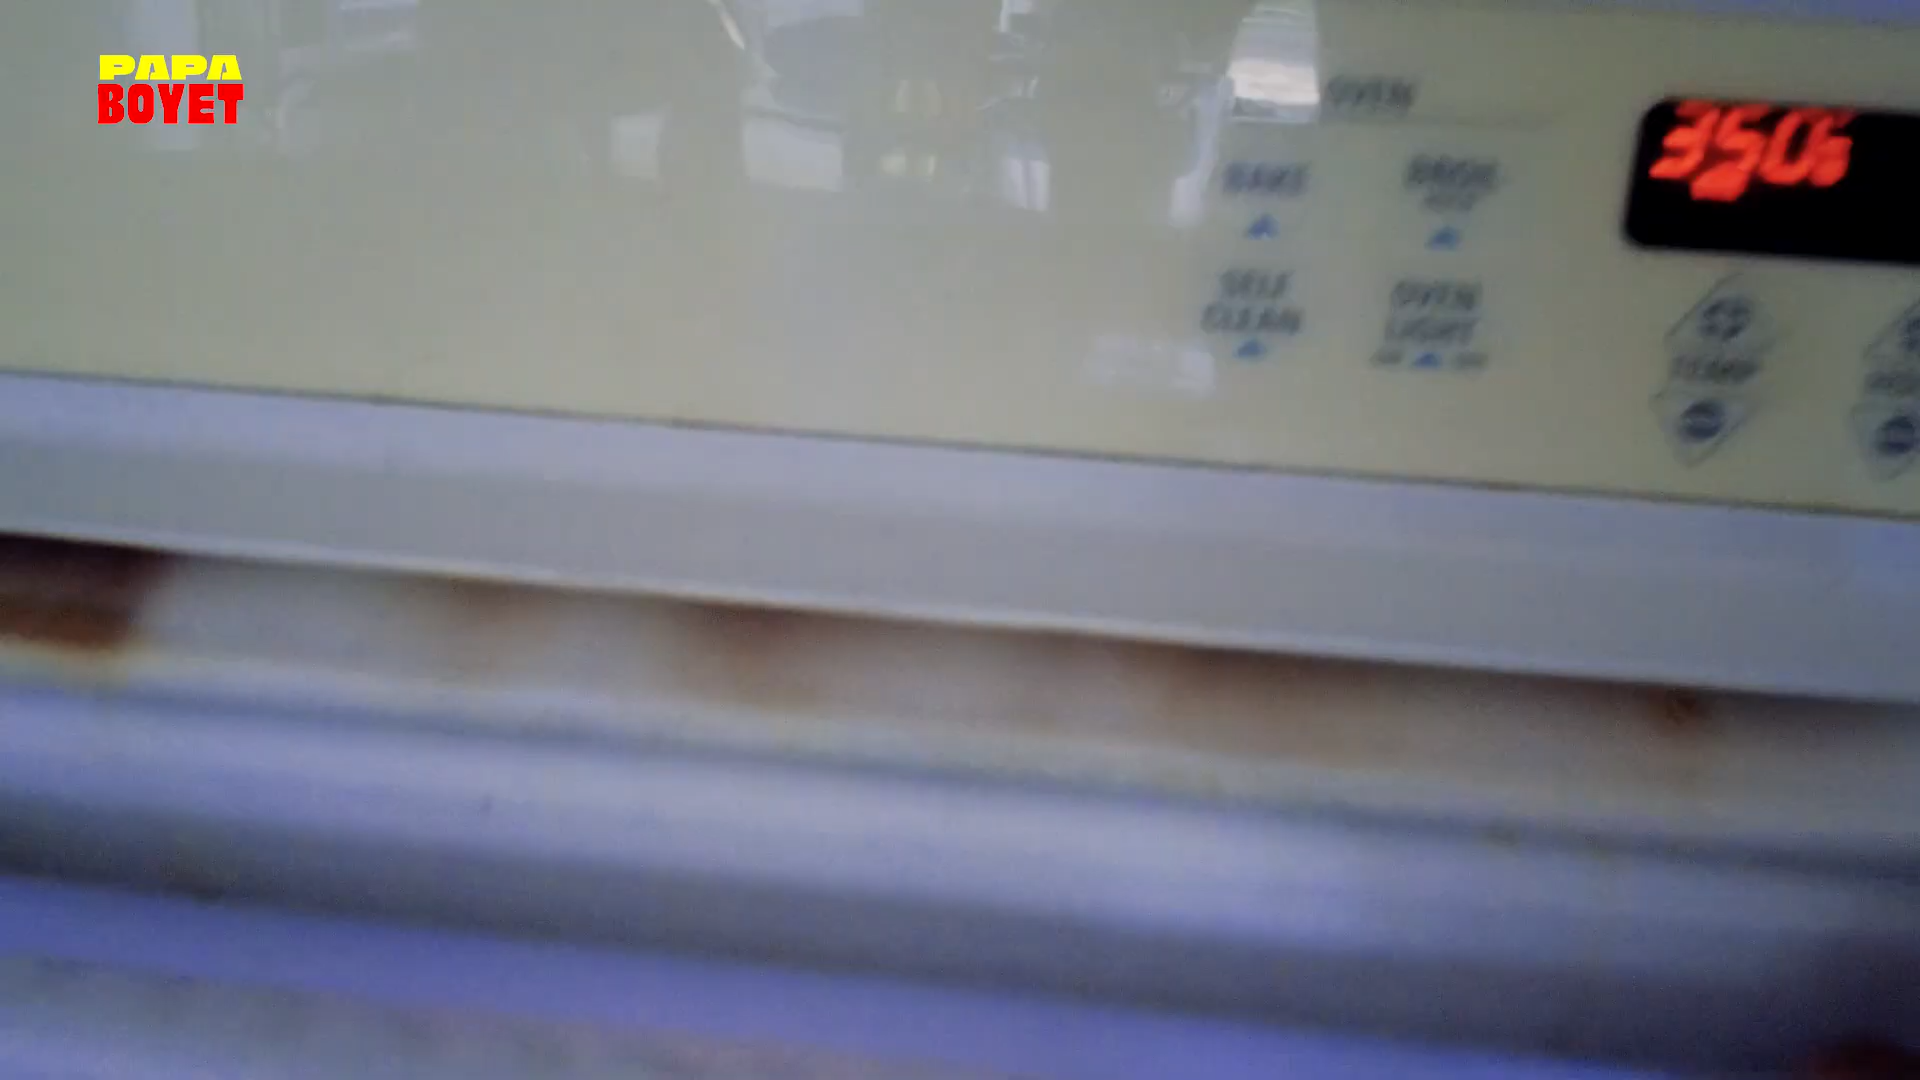 PAPA
BOYET
OVEN
350°
BAKE
BROIL
SELF
CLEAN
OVEN
LIGHT
TEMP